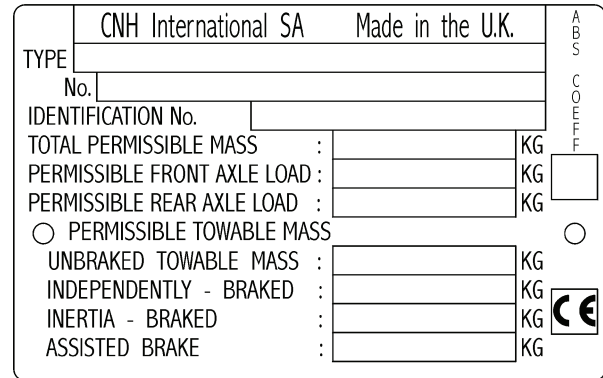 CNH International SA Made in the U.K.
TYPE
No.
IDENTIFICATION No.
TOTAL PERMISSIBLE MASS : KG
PERMISSIBLE FRONT AXLE LOAD : KG
PERMISSIBLE REAR AXLE LOAD : KG
PERMISSIBLE TOWABLE MASS
UNBRAKED TOWABLE MASS : KG
INDEPENDENTLY - BRAKED : KG
INERTIA - BRAKED : KG
ASSISTED BRAKE : KG
ABS COEFF
CE